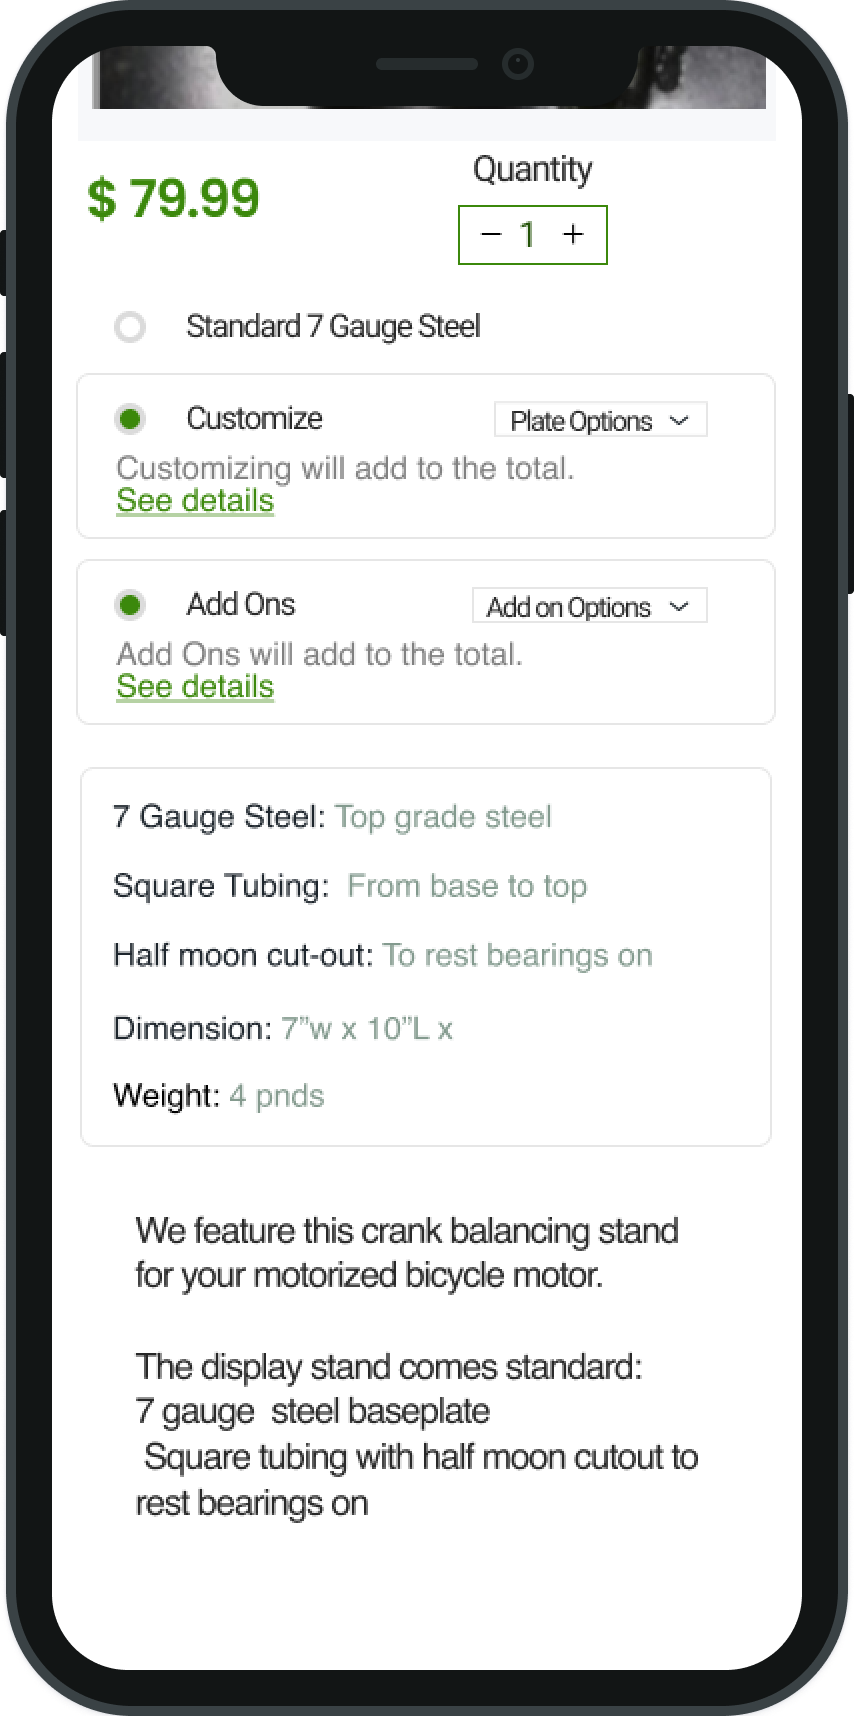 $ 79.99
Quantity
− 1 +
Standard 7 Gauge Steel
Customize
Plate Options
Customizing will add to the total.
See details
Add Ons
Add on Options
Add Ons will add to the total.
See details
7 Gauge Steel: Top grade steel
Square Tubing: From base to top
Half moon cut-out: To rest bearings on
Dimension: 7”w x 10”L x
Weight: 4 pnds
We feature this crank balancing stand
for your motorized bicycle motor.
The display stand comes standard:
7 gauge steel baseplate
Square tubing with half moon cutout to
rest bearings on